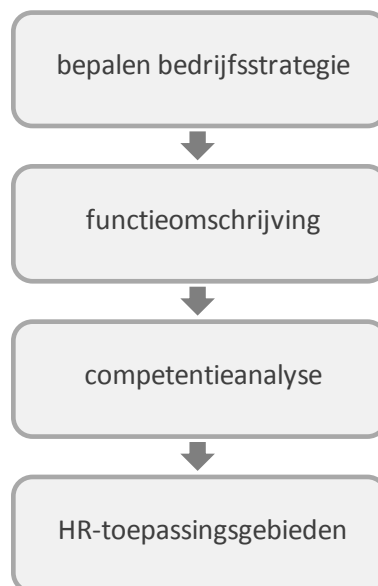 bepalen bedrijfsstrategie
functieomschrijving
competentieanalyse
HR-toepassingsgebieden